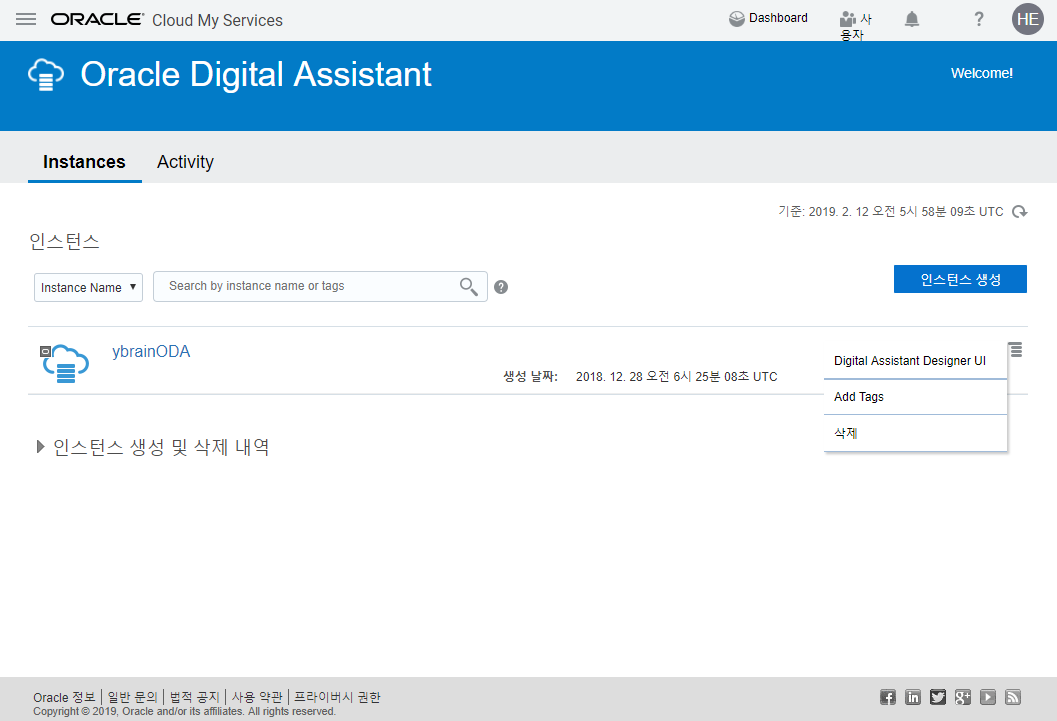 ORACLE Cloud My Services
Dashboard
사용자
?
HE
Oracle Digital Assistant
Welcome!
Instances
Activity
기준: 2019. 2. 12 오전 5시 58분 09초 UTC
인스턴스
Instance Name
Search by instance name or tags
?
인스턴스 생성
ybrainODA
생성 날짜: 2018. 12. 28 오전 6시 25분 08초 UTC
Digital Assistant Designer UI
Add Tags
삭제
인스턴스 생성 및 삭제 내역
Oracle 정보 | 일반 문의 | 법적 공지 | 사용 약관 | 프라이버시 권한
Copyright © 2019, Oracle and/or its affiliates. All rights reserved.